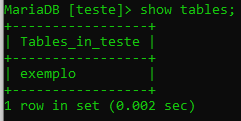 MariaDB [teste]> show tables;
+-----------------+
| Tables_in_teste |
+-----------------+
| exemplo         |
+-----------------+
1 row in set (0.002 sec)